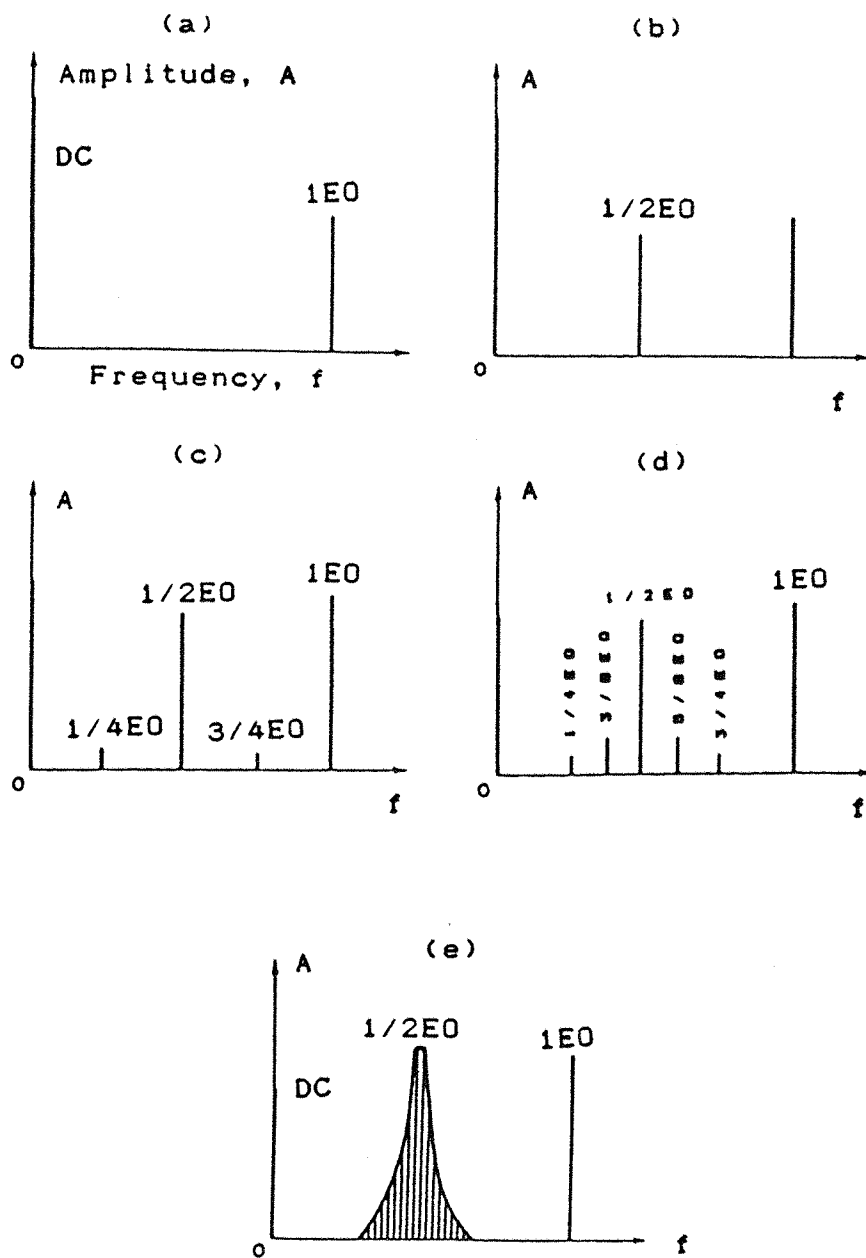 (a)
Amplitude, A
DC
1E0
0
Frequency, f
(b)
A
1/2E0
0
f
(c)
A
1/2E0
1E0
1/4E0
3/4E0
0
f
(d)
A
1/2E0
1E0
1/4E0
3/8E0
5/8E0
3/4E0
0
f
(e)
A
1/2E0
1E0
DC
0
f